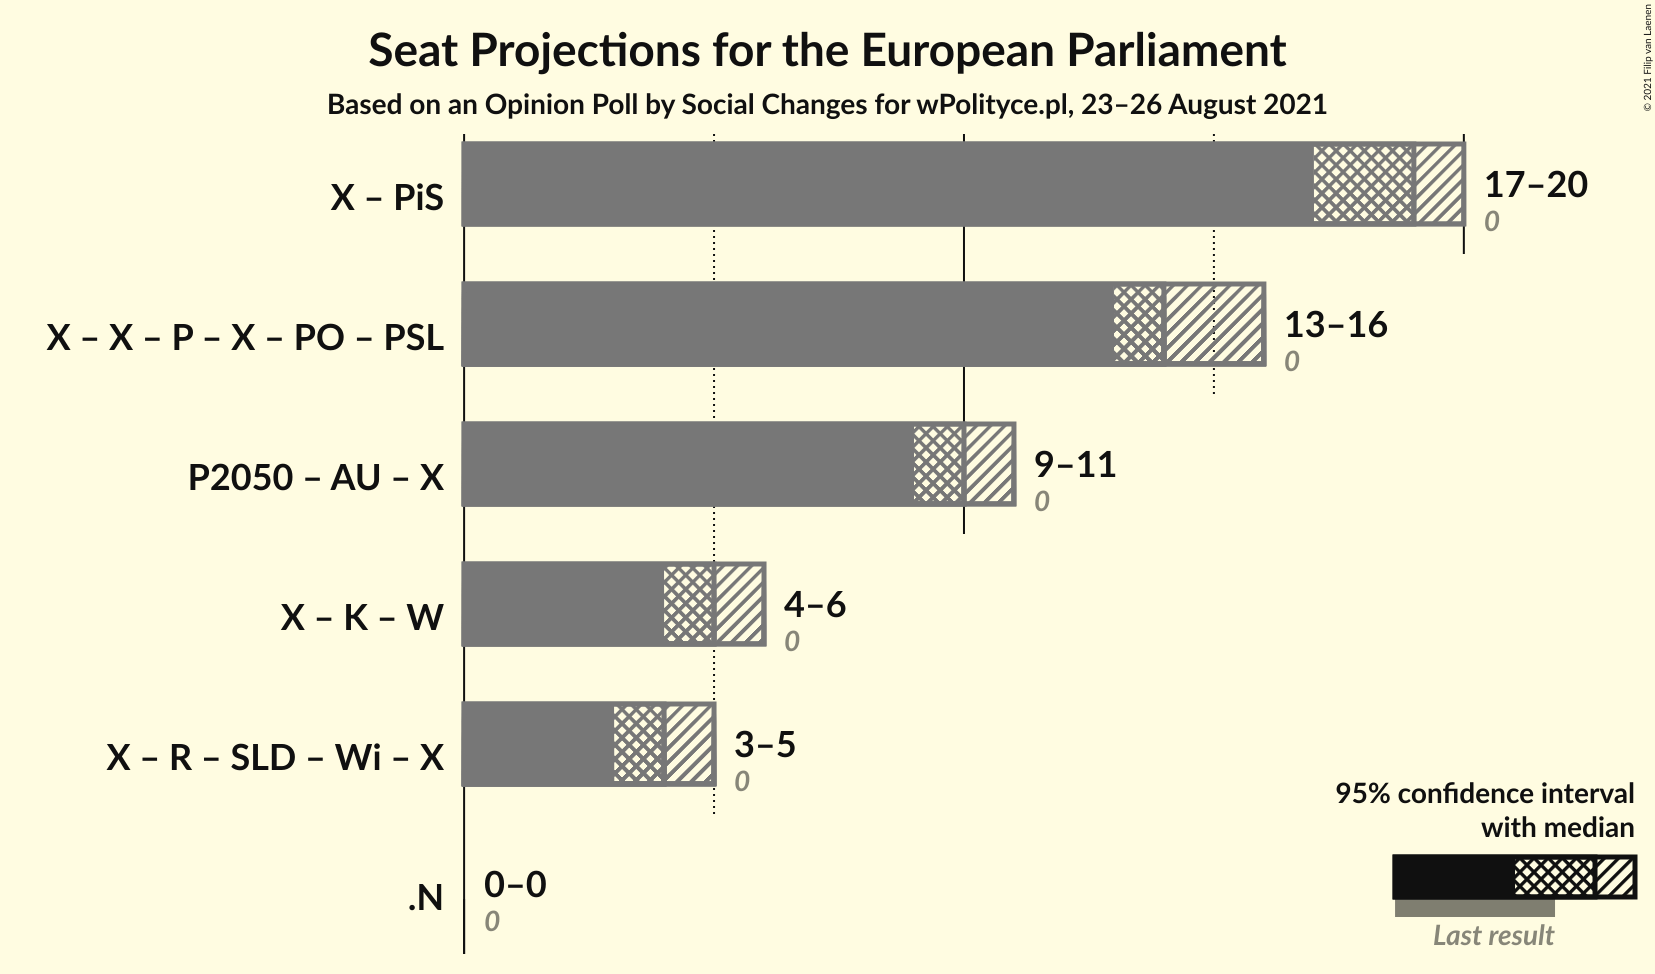 Seat Projections for the European Parliament
Based on an Opinion Poll by Social Changes for wPolityce.pl, 23–26 August 2021
© 2021 Filip van Laenen
X – PiS
17–20
0
X – X – P – X – PO – PSL
13–16
0
P2050 – AU – X
9–11
0
X – K – W
4–6
0
X – R – SLD – Wi – X
3–5
0
.N
0–0
0
95% confidence interval
with median
Last result